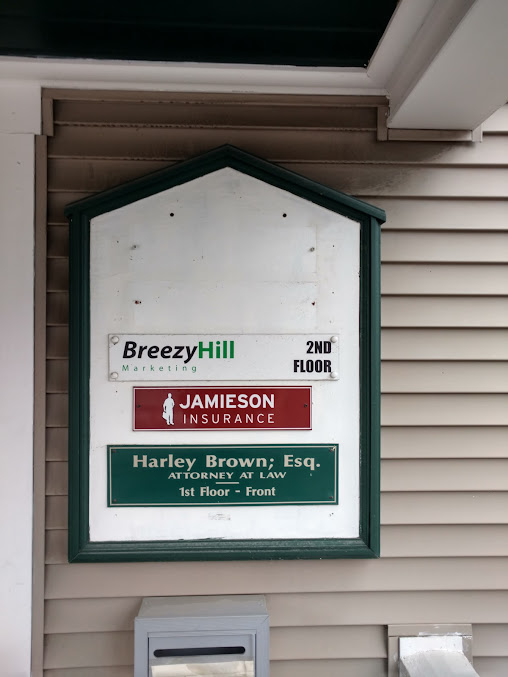 BreezyHill
Marketing
2ND
FLOOR
JAMIESON
INSURANCE
Harley Brown; Esq.
ATTORNEY AT LAW
1st Floor - Front